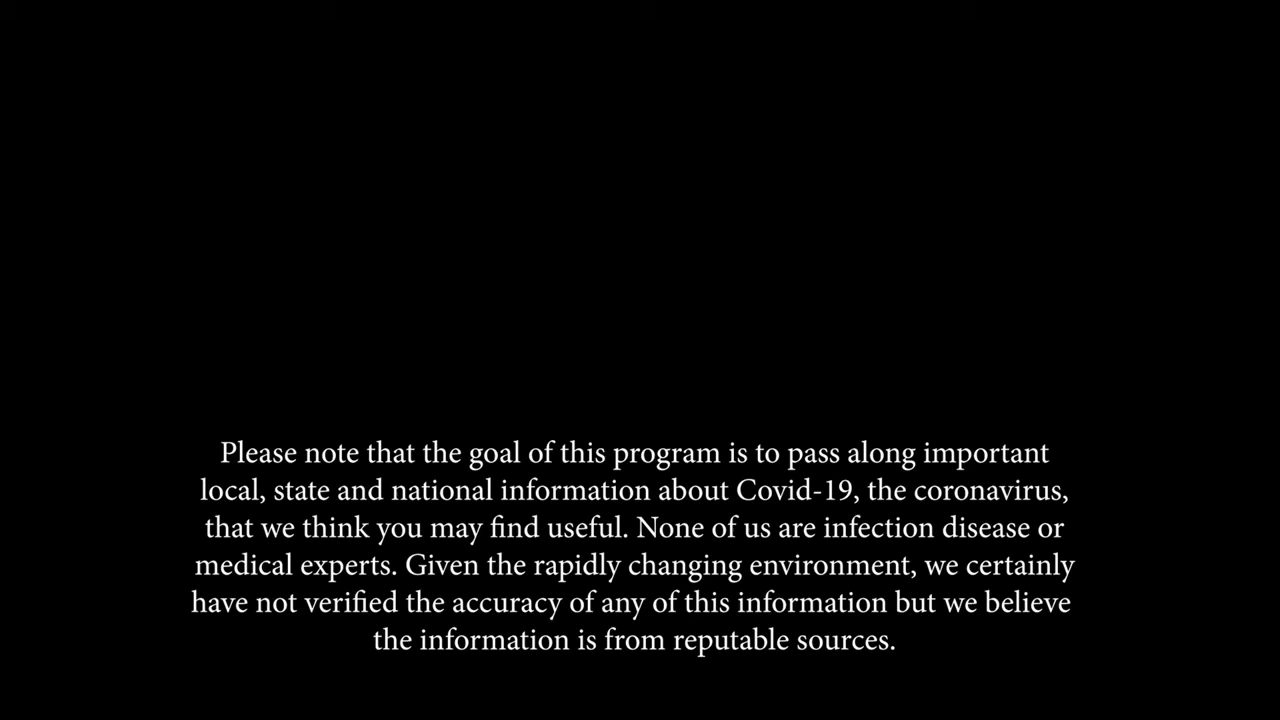 Please note that the goal of this program is to pass along important
local, state and national information about Covid-19, the coronavirus,
that we think you may find useful. None of us are infection disease or
medical experts. Given the rapidly changing environment, we certainly
have not verified the accuracy of any of this information but we believe
the information is from reputable sources.